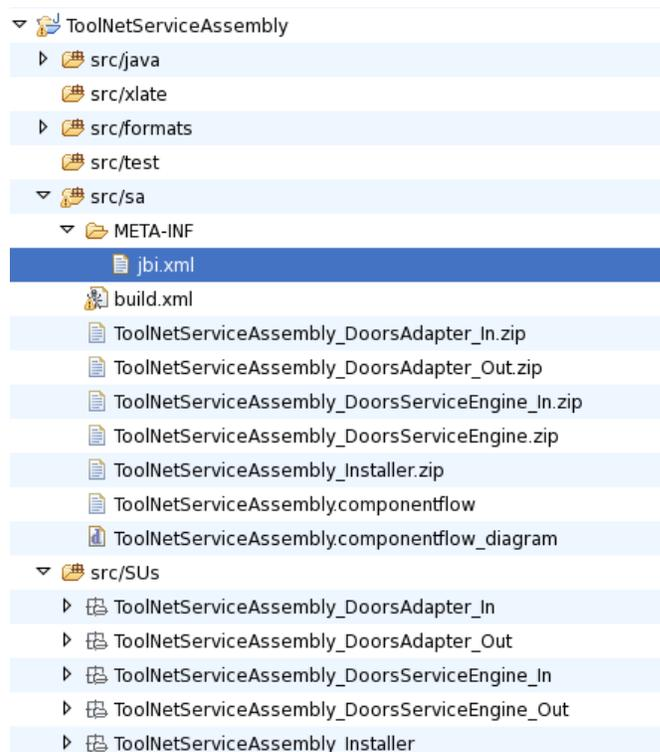 ToolNetServiceAssembly
src/java
src/xlate
src/formats
src/test
src/sa
META-INF
jbi.xml
build.xml
ToolNetServiceAssembly_DoorsAdapter_In.zip
ToolNetServiceAssembly_DoorsAdapter_Out.zip
ToolNetServiceAssembly_DoorsServiceEngine_In.zip
ToolNetServiceAssembly_DoorsServiceEngine.zip
ToolNetServiceAssembly_Installer.zip
ToolNetServiceAssembly.componentflow
ToolNetServiceAssembly.componentflow_diagram
src/SUs
ToolNetServiceAssembly_DoorsAdapter_In
ToolNetServiceAssembly_DoorsAdapter_Out
ToolNetServiceAssembly_DoorsServiceEngine_In
ToolNetServiceAssembly_DoorsServiceEngine_Out
ToolNetServiceAssembly_Installer